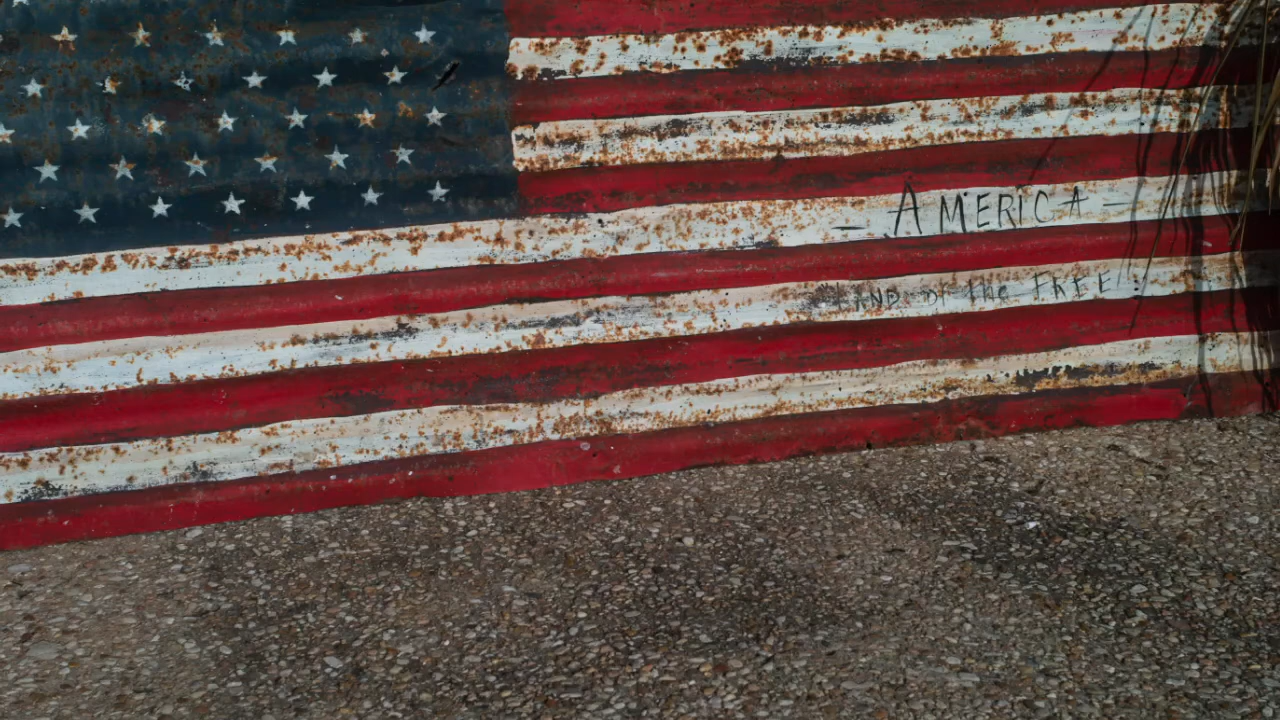 - AMERiCA -
"LAND of the FREE"